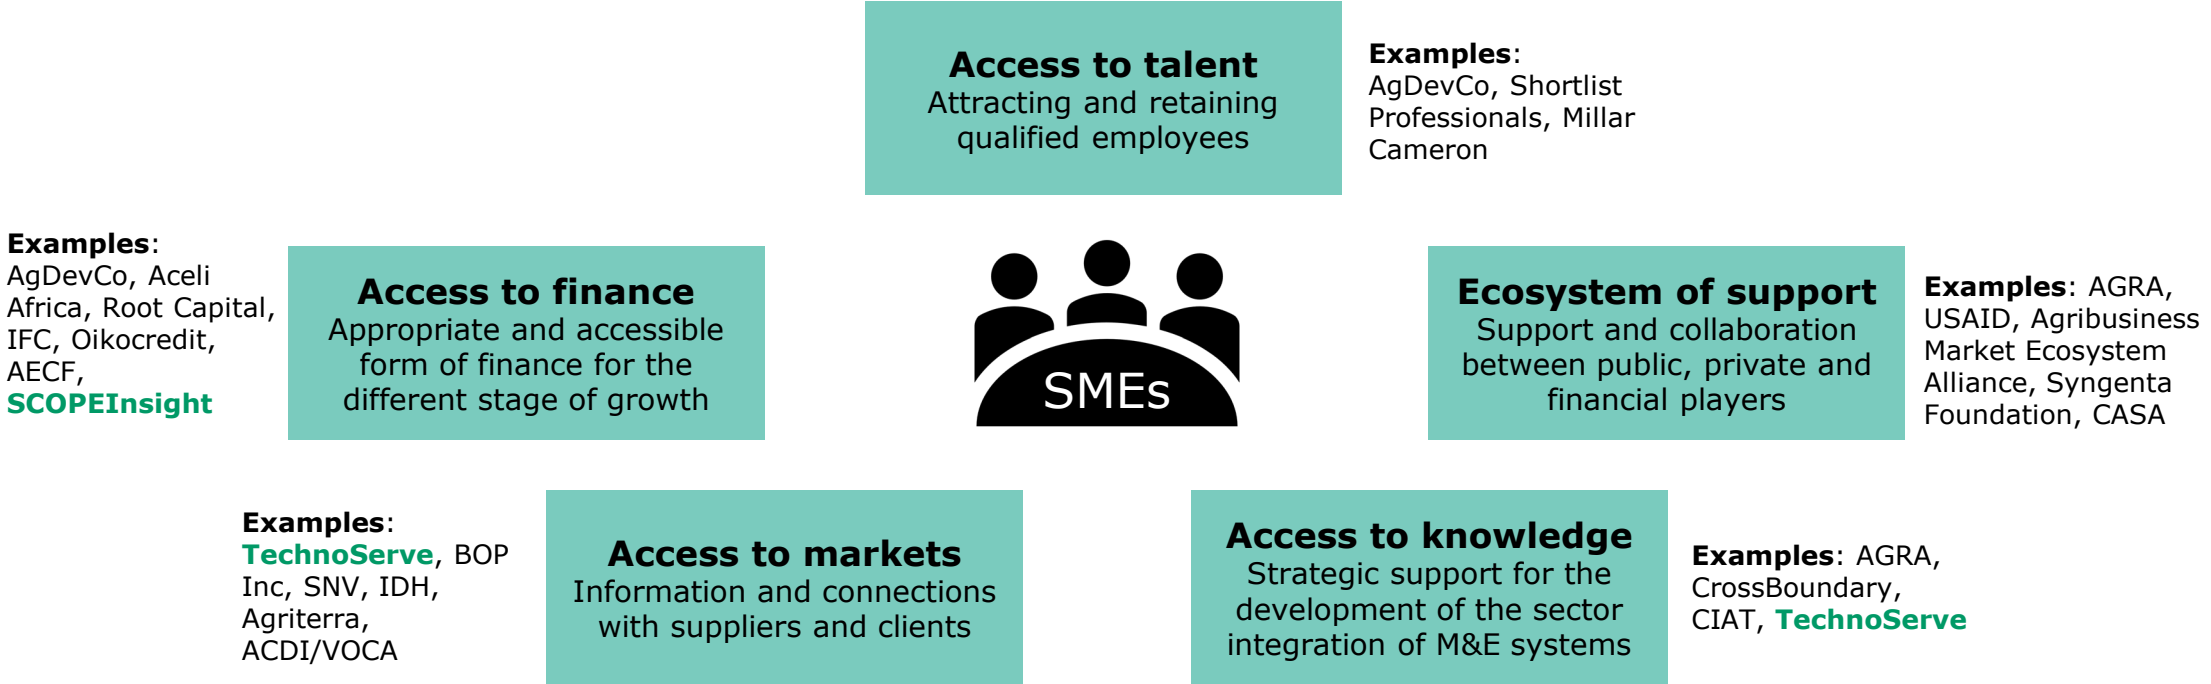 Access to talent
Attracting and retaining
qualified employees
Examples:
AgDevCo, Shortlist
Professionals, Millar
Cameron
Examples:
AgDevCo, Aceli
Africa, Root Capital,
IFC, Oikocredit,
AECF,
SCOPEInsight
Access to finance
Appropriate and accessible
form of finance for the
different stage of growth
SMEs
Ecosystem of support
Support and collaboration
between public, private and
financial players
Examples: AGRA,
USAID, Agribusiness
Market Ecosystem
Alliance, Syngenta
Foundation, CASA
Examples:
TechnoServe, BOP
Inc, SNV, IDH,
Agriterra,
ACDI/VOCA
Access to markets
Information and connections
with suppliers and clients
Access to knowledge
Strategic support for the
development of the sector
integration of M&E systems
Examples: AGRA,
CrossBoundary,
CIAT, TechnoServe